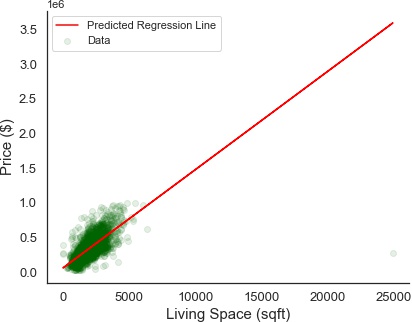 1e6
Predicted Regression Line
Data
3.5
3.0
2.5
2.0
1.5
1.0
0.5
0.0
Price ($)
0 5000 10000 15000 20000 25000
Living Space (sqft)